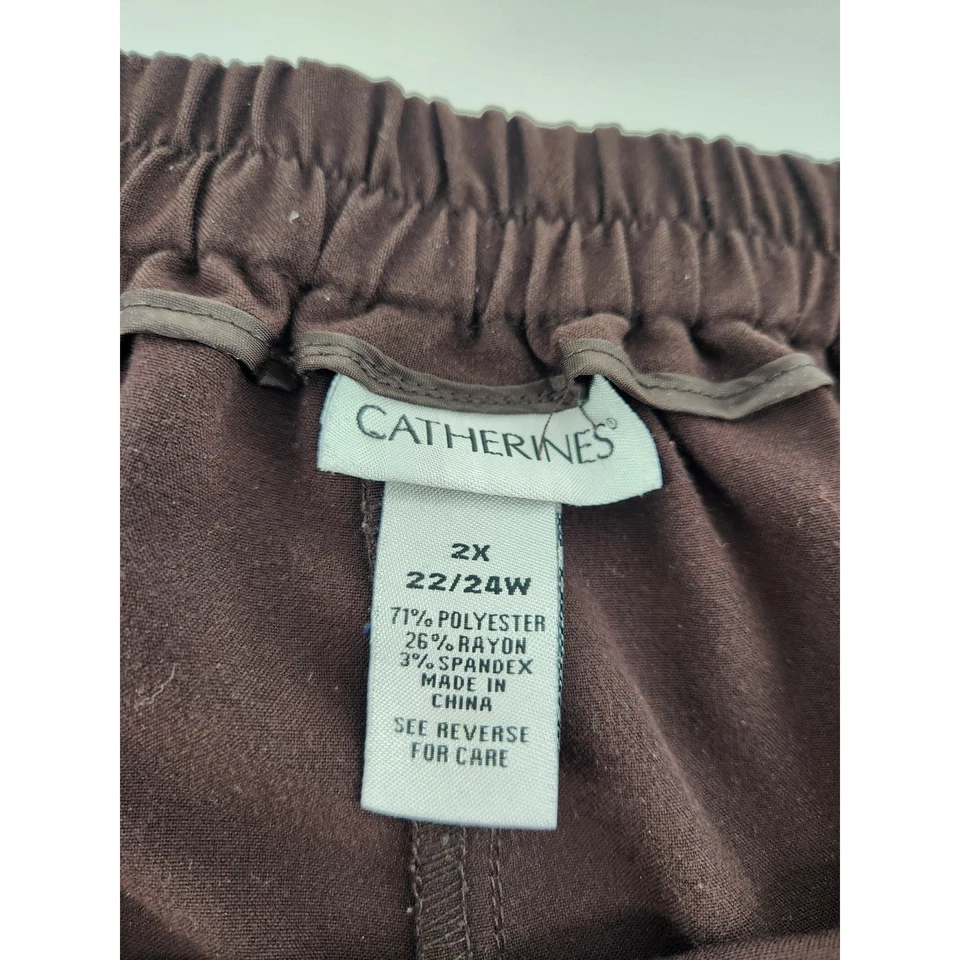 CATHERINES®
2X
22/24W
71% POLYESTER
26% RAYON
3% SPANDEX
MADE IN
CHINA
SEE REVERSE
FOR CARE